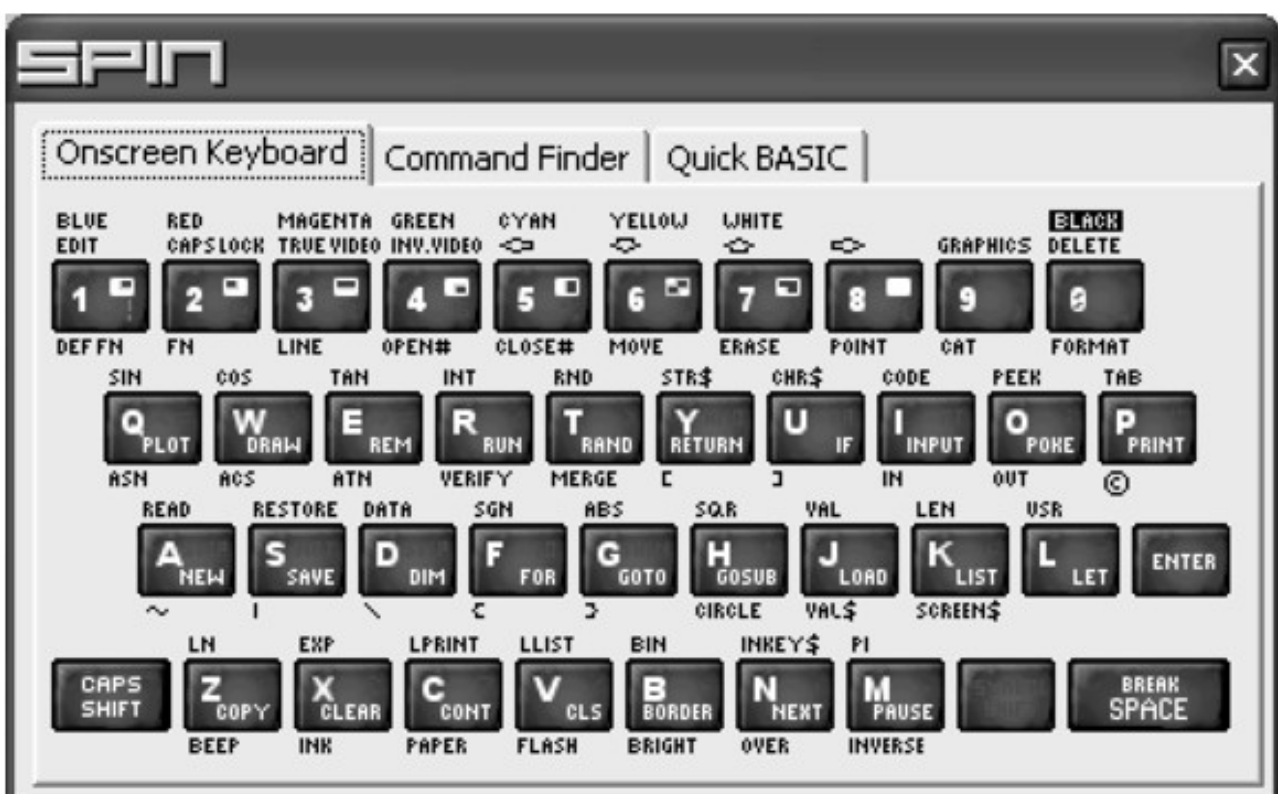 SPIN
Onscreen Keyboard Command Finder Quick BASIC
BLUE RED MAGENTA GREEN CYAN YELLOW WHITE BLACK
EDIT CAPS LOCK TRUE VIDEO INV.VIDEO GRAPHICS DELETE
1 2 3 4 5 6 7 8 9 0
DEF FN FN LINE OPEN# CLOSE# MOVE ERASE POINT CAT FORMAT
SIN COS TAN INT RND STR$ CHR$ CODE PEEK TAB
Q W E R T Y U I O P
PLOT DRAW REM RUN RAND RETURN IF INPUT POKE PRINT
ASN ACS ATN VERIFY MERGE [ ] IN OUT ©
READ RESTORE DATA SGN ABS SQR VAL LEN USR
A S D F G H J K L ENTER
NEW SAVE DIM FOR GOTO GOSUB LOAD LIST LET
~ | \ { } CIRCLE VAL$ SCREEN$
LN EXP LPRINT LLIST BIN INKEY$ PI
CAPS Z X C V B N M BREAK
SHIFT COPY CLEAR CONT CLS BORDER NEXT PAUSE SPACE
BEEP INK PAPER FLASH BRIGHT OVER INVERSE